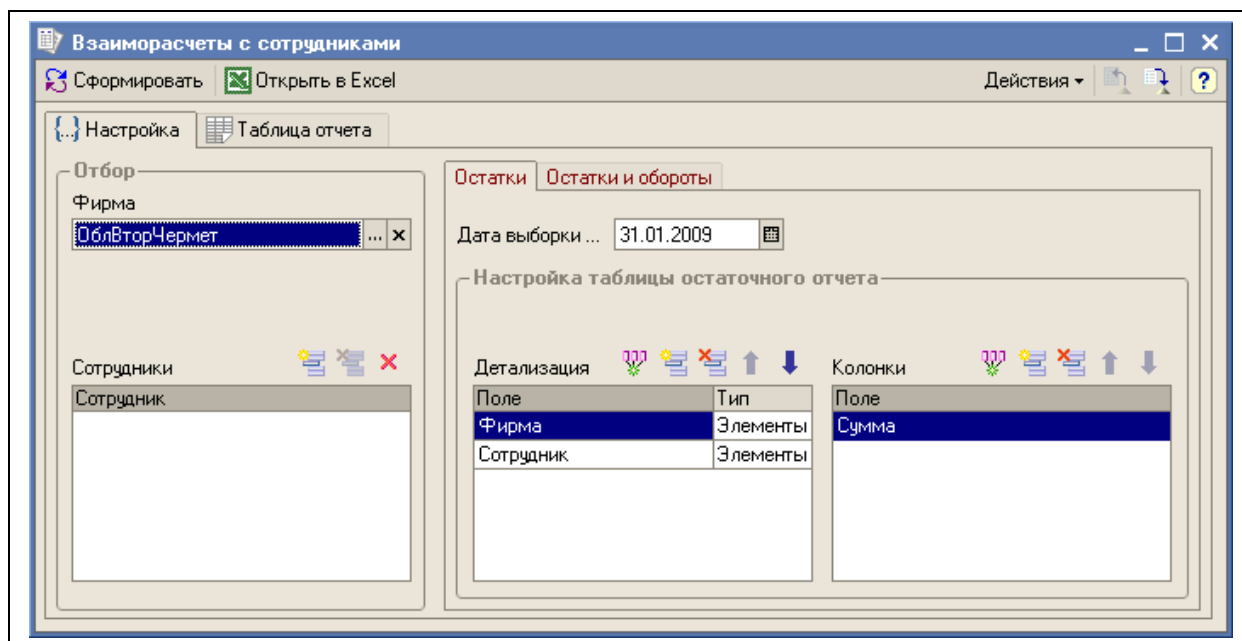 Взаиморасчеты с сотрудниками
Сформировать Открыть в Excel Действия
{...} Настройка Таблица отчета
Отбор
Фирма
ОблВторЧермет ...
Остатки Остатки и обороты
Дата выборки ... 31.01.2009
Настройка таблицы остаточного отчета
Сотрудники
Сотрудник
Детализация
Поле Тип
Фирма Элементы
Сотрудник Элементы
Колонки
Поле
Сумма